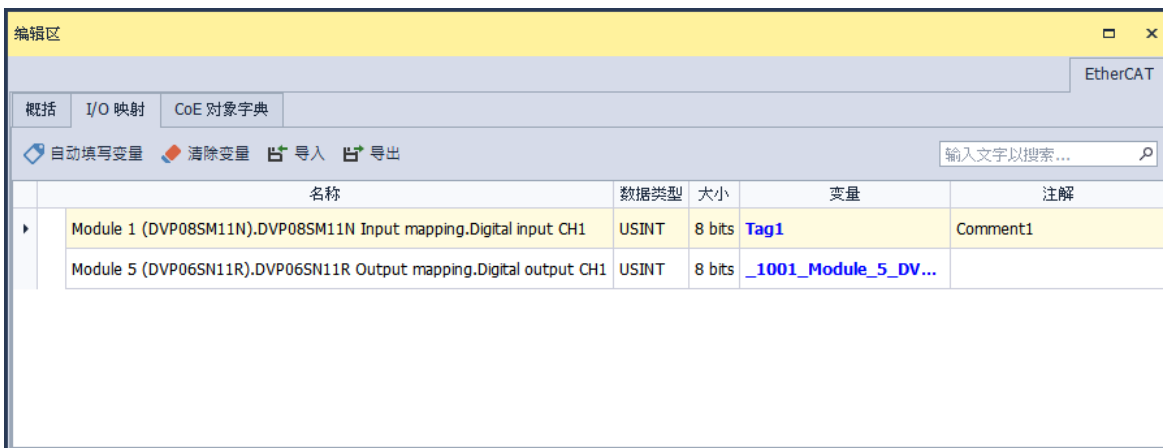 编辑区
EtherCAT
概括 I/O 映射 CoE 对象字典
自动填写变量 清除变量 导入 导出 输入文字以搜索...
名称 数据类型 大小 变量 注解
Module 1 (DVP08SM11N).DVP08SM11N Input mapping.Digital input CH1 USINT 8 bits Tag1 Comment1
Module 5 (DVP06SN11R).DVP06SN11R Output mapping.Digital output CH1 USINT 8 bits _1001_Module_5_DV...